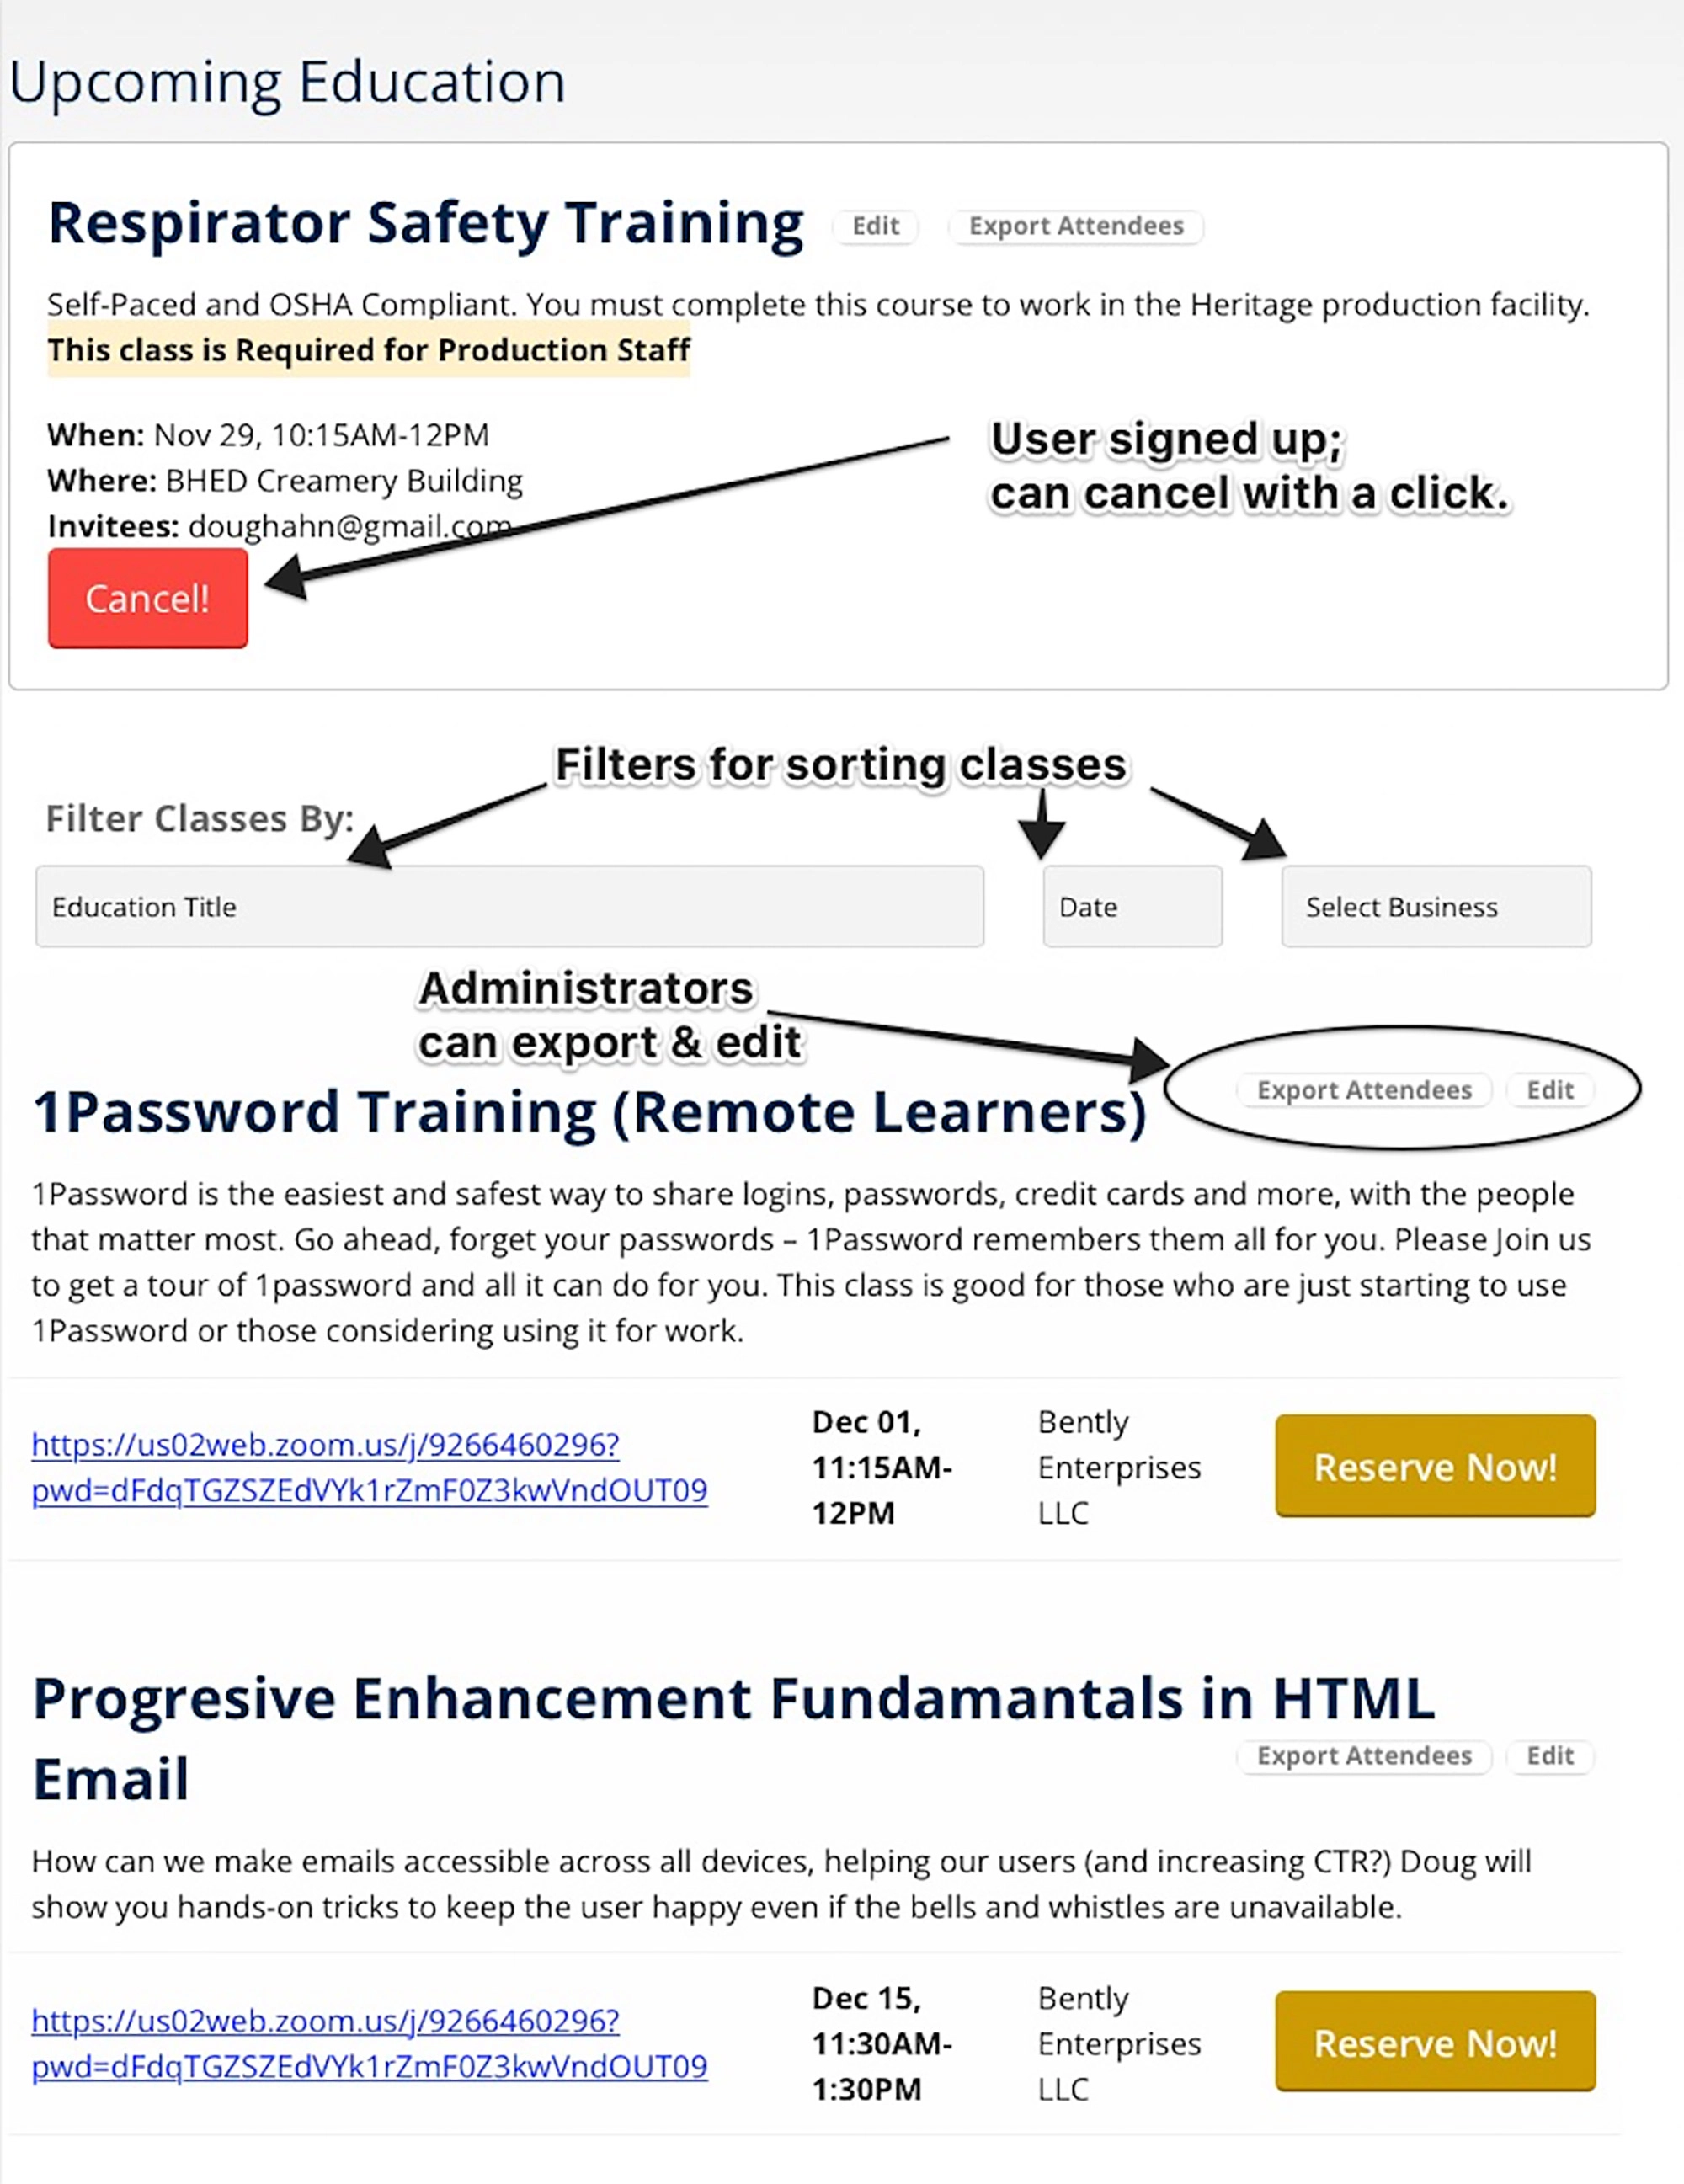 Upcoming Education
Respirator Safety Training Edit Export Attendees
Self-Paced and OSHA Compliant. You must complete this course to work in the Heritage production facility.
This class is Required for Production Staff
When: Nov 29, 10:15AM-12PM
Where: BHED Creamery Building
Invitees: doughahn@gmail.com
Cancel!
User signed up;
can cancel with a click.
Filters for sorting classes
Filter Classes By:
Education Title Date Select Business
Administrators
can export & edit
1Password Training (Remote Learners) Export Attendees Edit
1Password is the easiest and safest way to share logins, passwords, credit cards and more, with the people
that matter most. Go ahead, forget your passwords – 1Password remembers them all for you. Please Join us
to get a tour of 1password and all it can do for you. This class is good for those who are just starting to use
1Password or those considering using it for work.
https://us02web.zoom.us/j/9266460296?
pwd=dFdqTGZSZEdVYk1rZmF0Z3kwVndOUT09
Dec 01,
11:15AM-
12PM
Bently
Enterprises
LLC
Reserve Now!
Progresive Enhancement Fundamantals in HTML
Email
Export Attendees Edit
How can we make emails accessible across all devices, helping our users (and increasing CTR?) Doug will
show you hands-on tricks to keep the user happy even if the bells and whistles are unavailable.
https://us02web.zoom.us/j/9266460296?
pwd=dFdqTGZSZEdVYk1rZmF0Z3kwVndOUT09
Dec 15,
11:30AM-
1:30PM
Bently
Enterprises
LLC
Reserve Now!